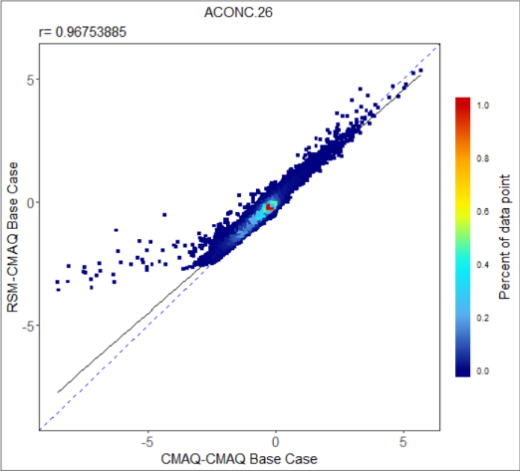 ACONC.26
r= 0.96753885
5
0
-5
RSM-CMAQ Base Case
-5
0
5
CMAQ-CMAQ Base Case
1.0
0.8
0.6
0.4
0.2
0.0
Percent of data point